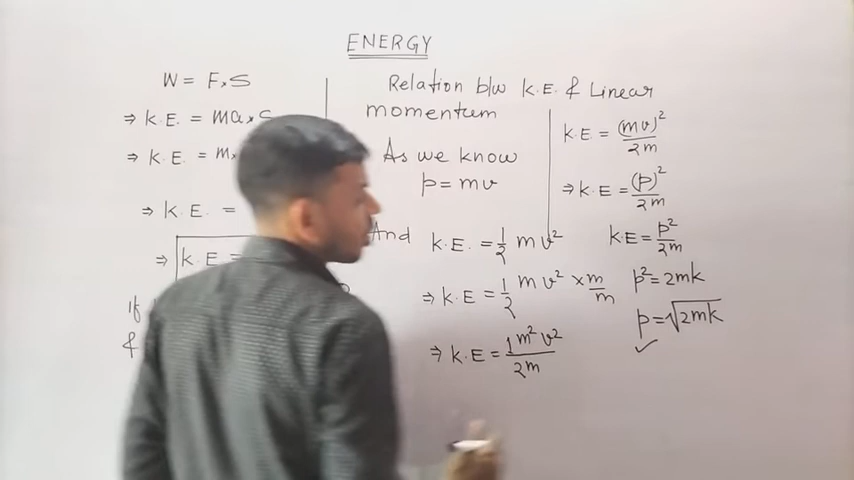 ENERGY
W = F×S
⇒ K.E. = ma×S
⇒ K.E. = m×
⇒ K.E. =
⇒ K.E =
If
&
Relation b/w K.E. & Linear
momentum
As we know
p = mv
And K.E. = 1/2 mv²
⇒ K.E = 1/2 mv² × m/m
⇒ K.E = 1m²v²/2m
K.E = (mv)²/2m
⇒ K.E = (p)²/2m
K.E = p²/2m
p² = 2mk
p = √2mk